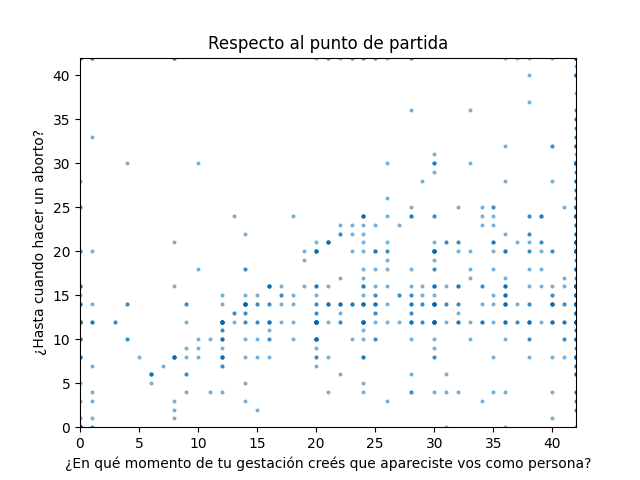 Respecto al punto de partida
¿Hasta cuando hacer un aborto?
40
35
30
25
20
15
10
5
0
0 5 10 15 20 25 30 35 40
¿En qué momento de tu gestación creés que apareciste vos como persona?